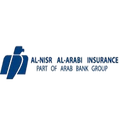 AL-NISR AL-ARABI INSURANCE
PART OF ARAB BANK GROUP